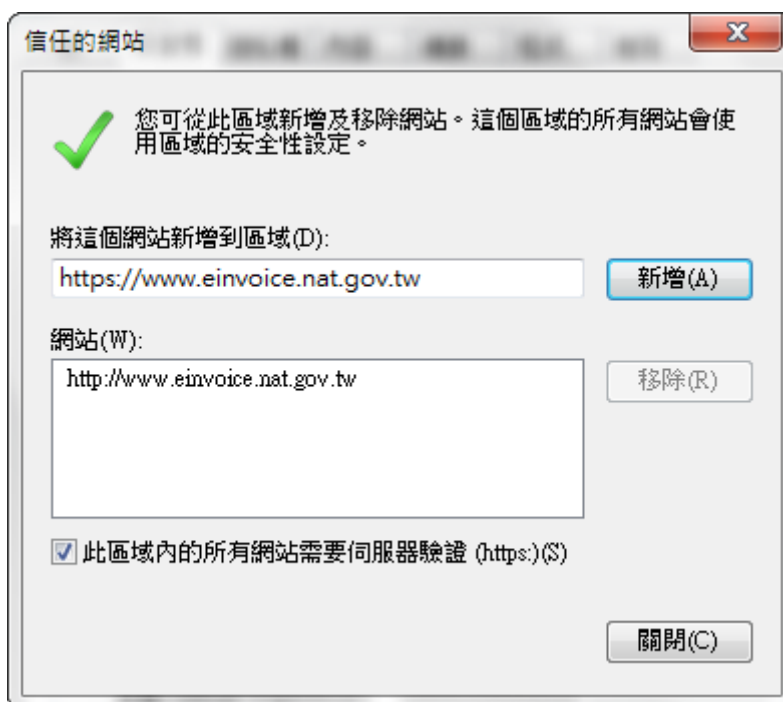 信任的網站
您可從此區域新增及移除網站。這個區域的所有網站會使
用區域的安全性設定。
將這個網站新增到區域(D):
https://www.einvoice.nat.gov.tw
新增(A)
網站(W):
http://www.einvoice.nat.gov.tw
移除(R)
此區域內的所有網站需要伺服器驗證 (https:)(S)
關閉(C)